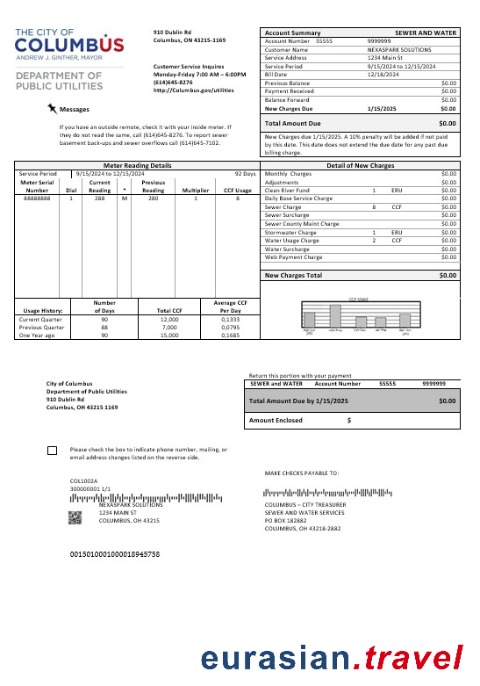 THE CITY OF
COLUMBUS
ANDREW J. GINTHER, MAYOR
DEPARTMENT OF
PUBLIC UTILITIES
910 Dublin Rd
Columbus, OH 43215-1169
Customer Service Inquires
Monday-Friday 7:00 AM – 6:00PM
(614)645-8276
http://Columbus.gov/utilities
Messages
If you have an outside remote, check it with your inside meter. If
they do not read the same, call (614)645-8276. To report sewer
basement back-ups and sewer overflows call (614)645-7102.
Account Summary SEWER AND WATER
Account Number 55555 9999999
Customer Name NEXASPARK SOLUTIONS
Service Address 1234 Main St
Service Period 9/15/2024 to 12/15/2024
Bill Date 12/18/2024
Previous Balance $0.00
Payment Received $0.00
Balance Forward $0.00
New Charges Due 1/15/2025 $0.00
Total Amount Due $0.00
New Charges due 1/15/2025. A 10% penalty will be added if not paid
by this date. This date does not extend the due date for any past due
billing charge.
Meter Reading Details
Service Period 9/15/2024 to 12/15/2024 92 Days
Meter Serial Number Dial Current Reading * Previous Reading Multiplier CCF Usage
88888888 1 288 M 280 1 8
Usage History: Number of Days Total CCF Average CCF Per Day
Current Quarter 90 12,000 0,1333
Previous Quarter 88 7,000 0,0795
One Year ago 90 15,000 0,1685
Detail of New Charges
Monthly Charges $0.00
Adjustments $0.00
Clean River Fund 1 ERU $0.00
Daily Base Service Charge $0.00
Sewer Charge 8 CCF $0.00
Sewer Surcharge $0.00
Sewer County Maint Charge $0.00
Stormwater Charge 1 ERU $0.00
Water Usage Charge 2 CCF $0.00
Water Surcharge $0.00
Web Payment Charge $0.00
New Charges Total $0.00
CCF Used
City of Columbus
Department of Public Utilities
910 Dublin Rd
Columbus, OH 43215 1169
Return this portion with your payment
SEWER and WATER Account Number 55555 9999999
Total Amount Due by 1/15/2025 $0.00
Amount Enclosed $
Please check the box to indicate phone number, mailing, or
email address changes listed on the reverse side.
COL1002A
300000001 1/1
NEXASPARK SOLUTIONS
1234 MAIN ST
COLUMBUS, OH 43215
MAKE CHECKS PAYABLE TO:
COLUMBUS – CITY TREASURER
SEWER AND WATER SERVICES
PO BOX 182882
COLUMBUS, OH 43218-2882
0015010001000018945758
eurasian.travel